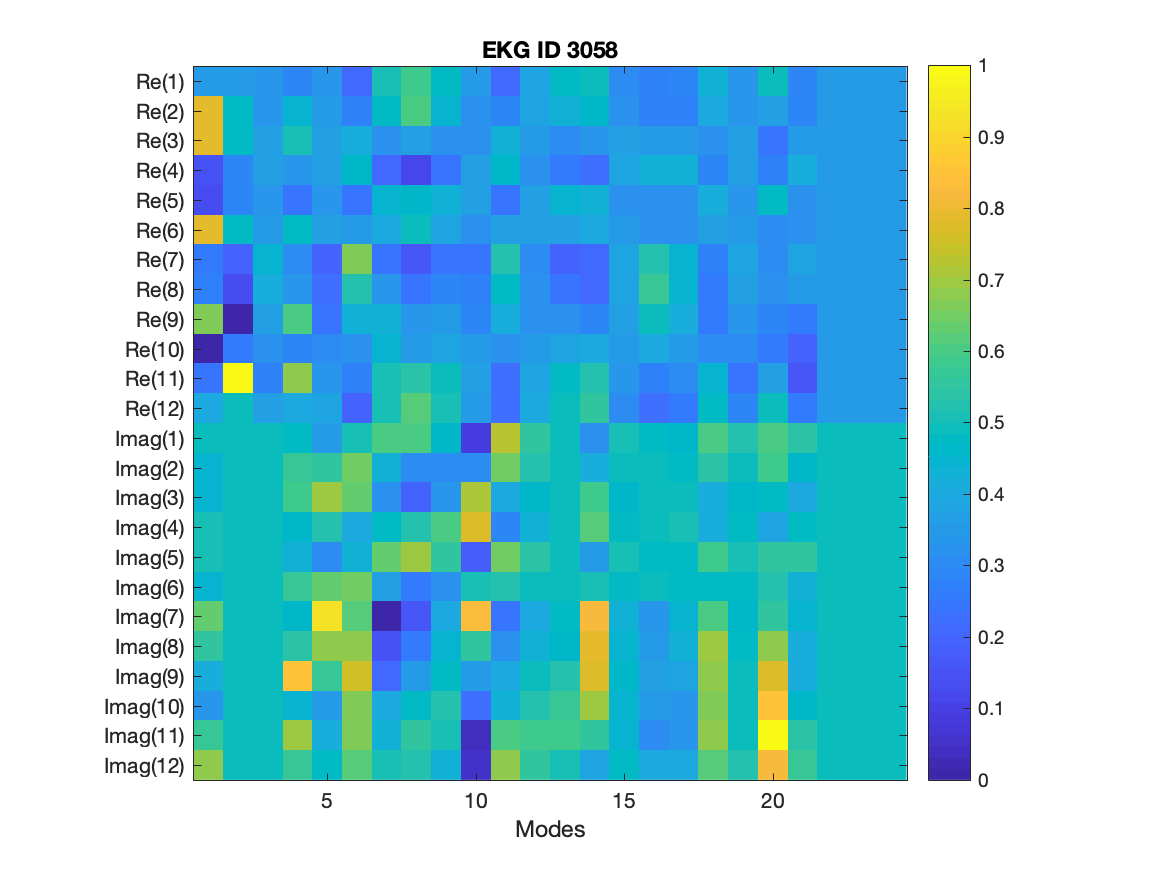 EKG ID 3058
Re(1)
Re(2)
Re(3)
Re(4)
Re(5)
Re(6)
Re(7)
Re(8)
Re(9)
Re(10)
Re(11)
Re(12)
Imag(1)
Imag(2)
Imag(3)
Imag(4)
Imag(5)
Imag(6)
Imag(7)
Imag(8)
Imag(9)
Imag(10)
Imag(11)
Imag(12)
5 10 15 20
Modes
1
0.9
0.8
0.7
0.6
0.5
0.4
0.3
0.2
0.1
0